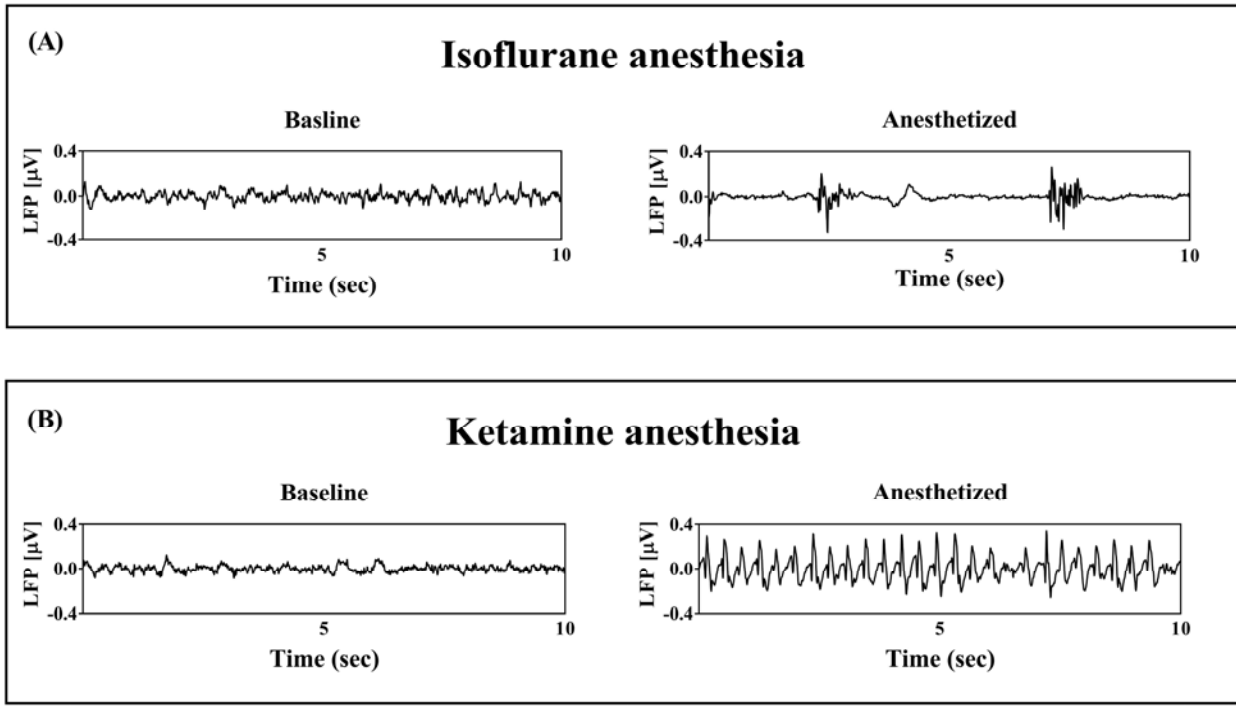 (A)
Isoflurane anesthesia
Basline
Anesthetized
LFP [µV]
0.4
0.0
-0.4
5
10
Time (sec)
LFP [µV]
0.4
0.0
-0.4
5
10
Time (sec)
(B)
Ketamine anesthesia
Baseline
Anesthetized
LFP [µV]
0.4
0.0
-0.4
5
10
Time (sec)
LFP [µV]
0.4
0.0
-0.4
5
10
Time (sec)